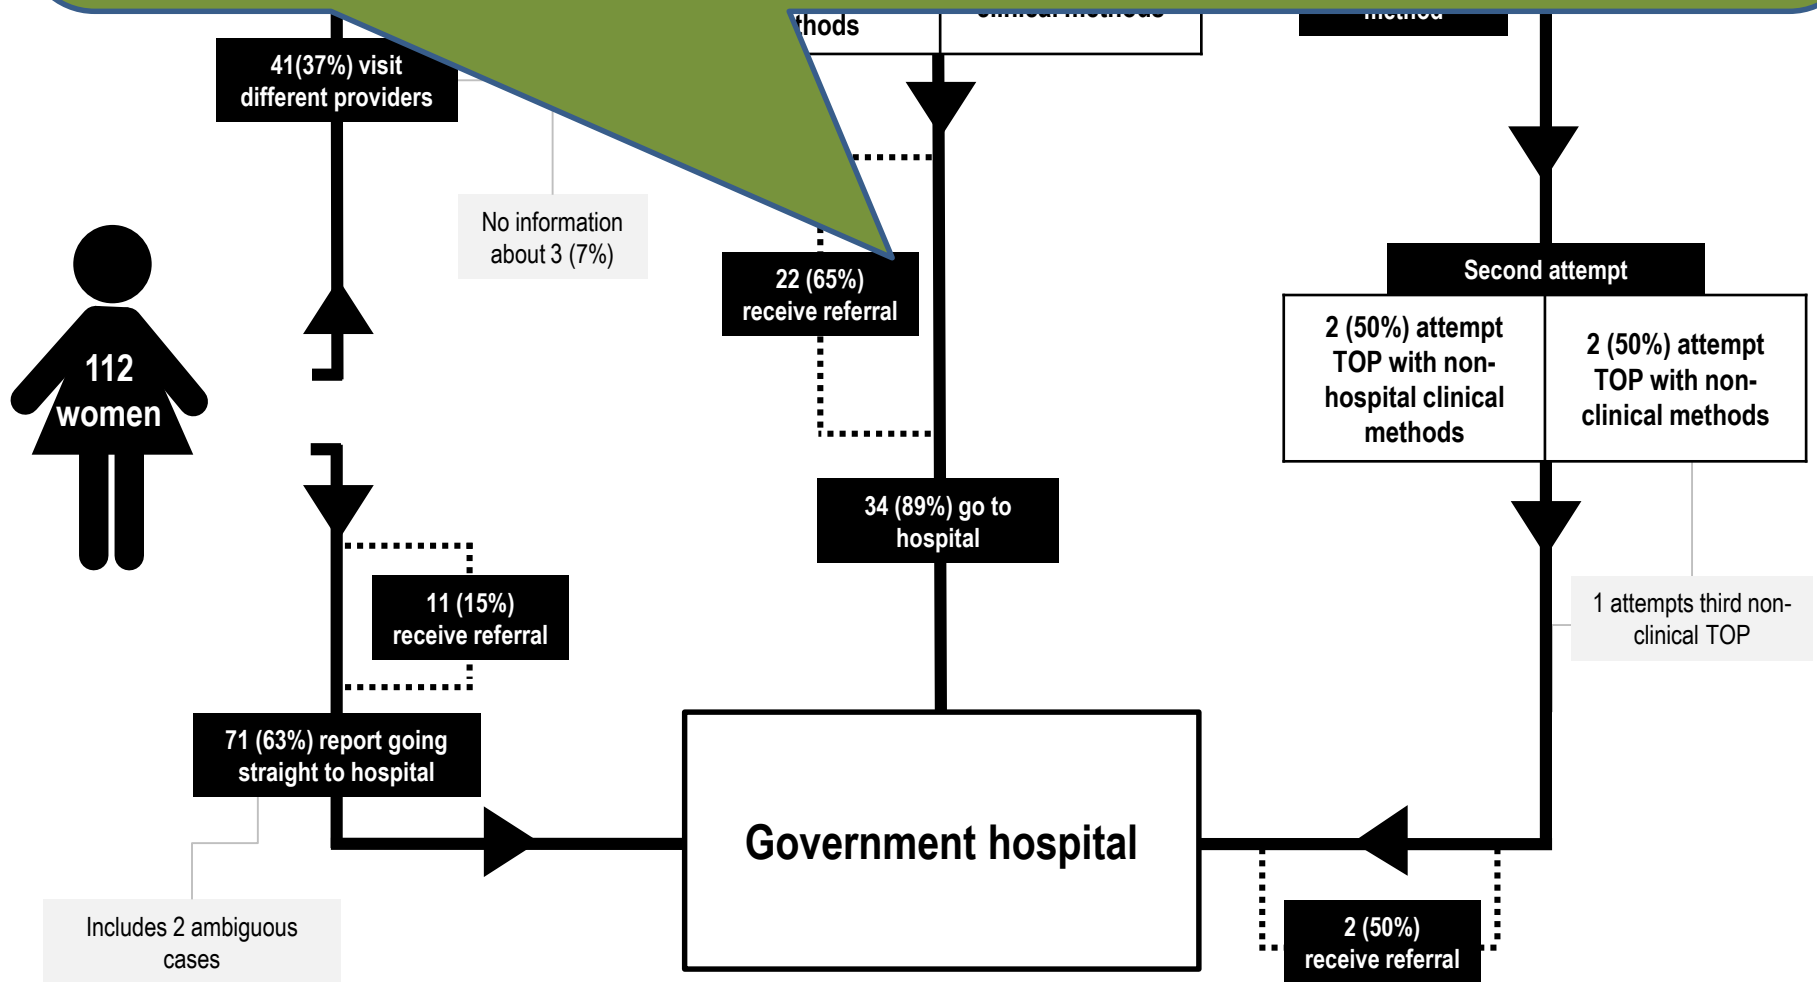 thods
clinical methods
method
41(37%) visit
different providers
No information
about 3 (7%)
22 (65%)
receive referral
Second attempt
2 (50%) attempt
TOP with non-
hospital clinical
methods
2 (50%) attempt
TOP with non-
clinical methods
112
women
34 (89%) go to
hospital
11 (15%)
receive referral
1 attempts third non-
clinical TOP
71 (63%) report going
straight to hospital
Government hospital
Includes 2 ambiguous
cases
2 (50%)
receive referral